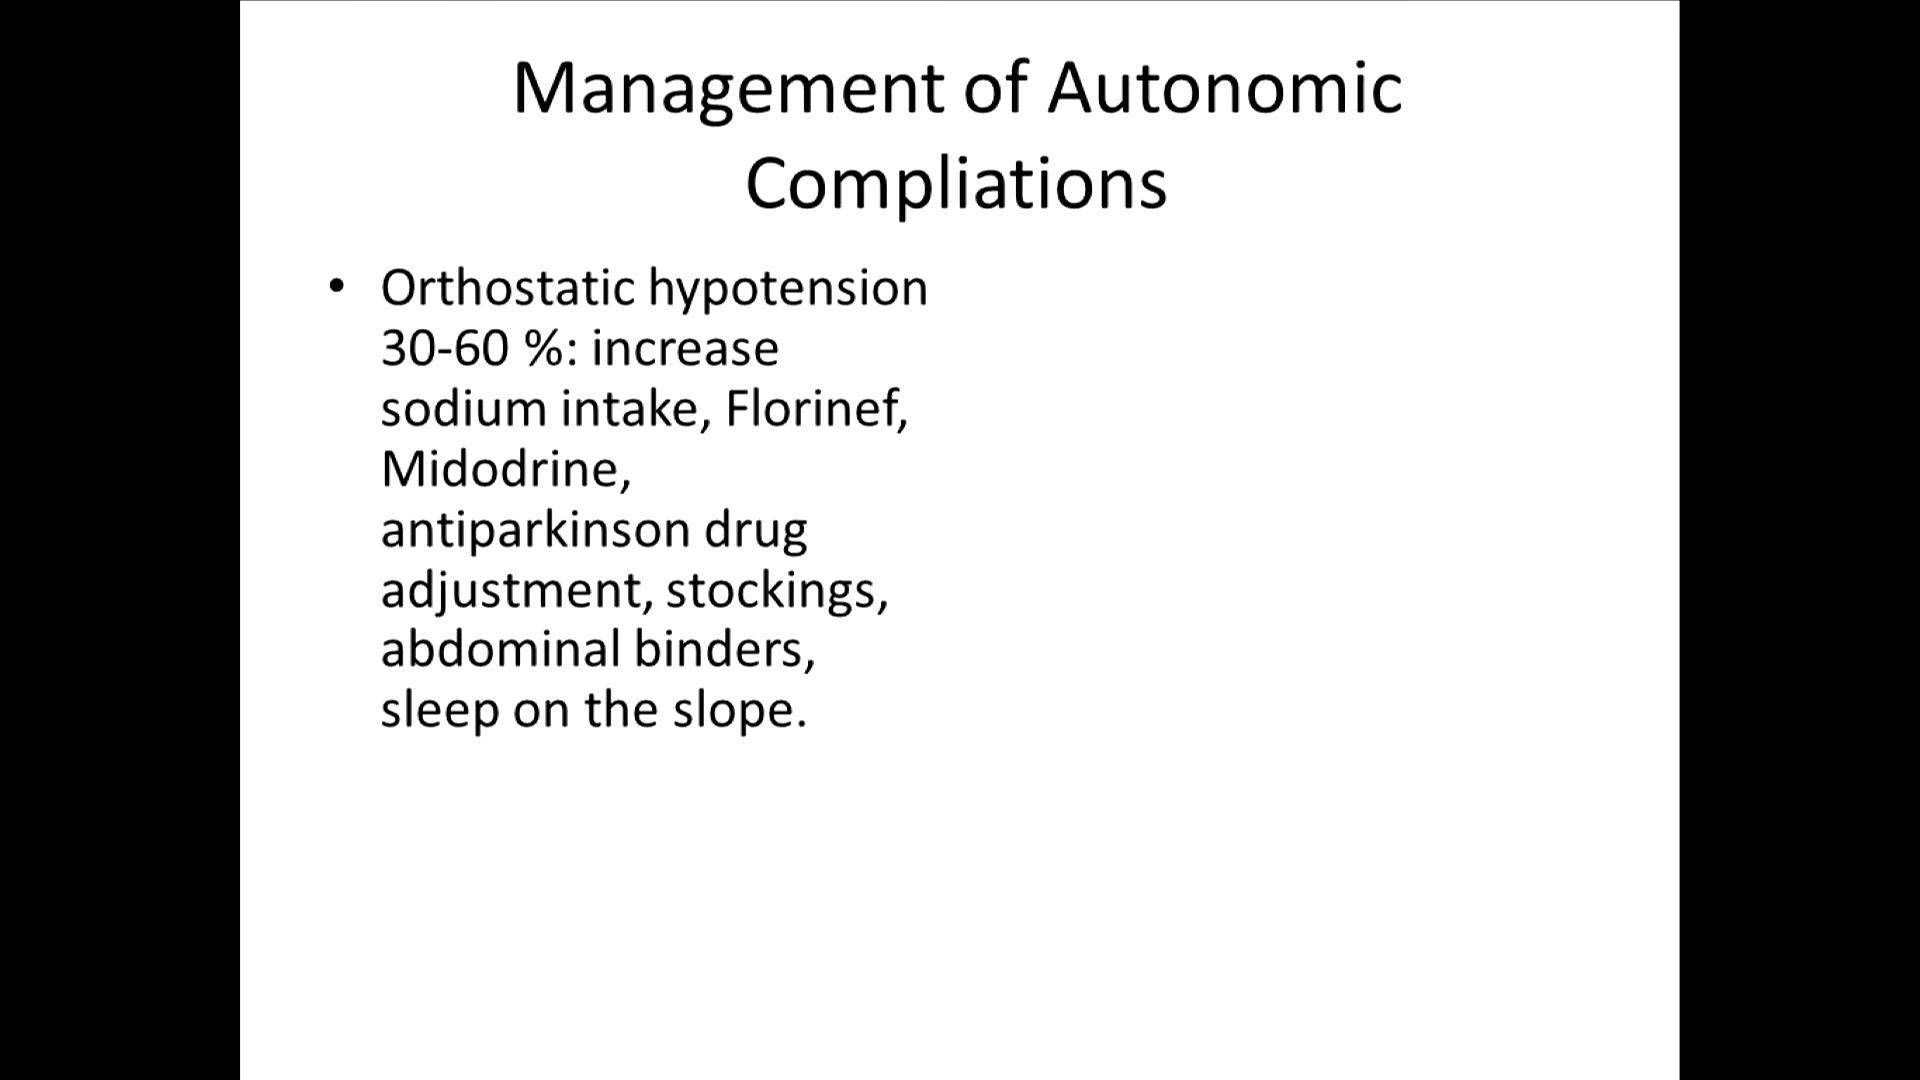 Management of Autonomic
Compliations
• Orthostatic hypotension
30-60 %: increase
sodium intake, Florinef,
Midodrine,
antiparkinson drug
adjustment, stockings,
abdominal binders,
sleep on the slope.